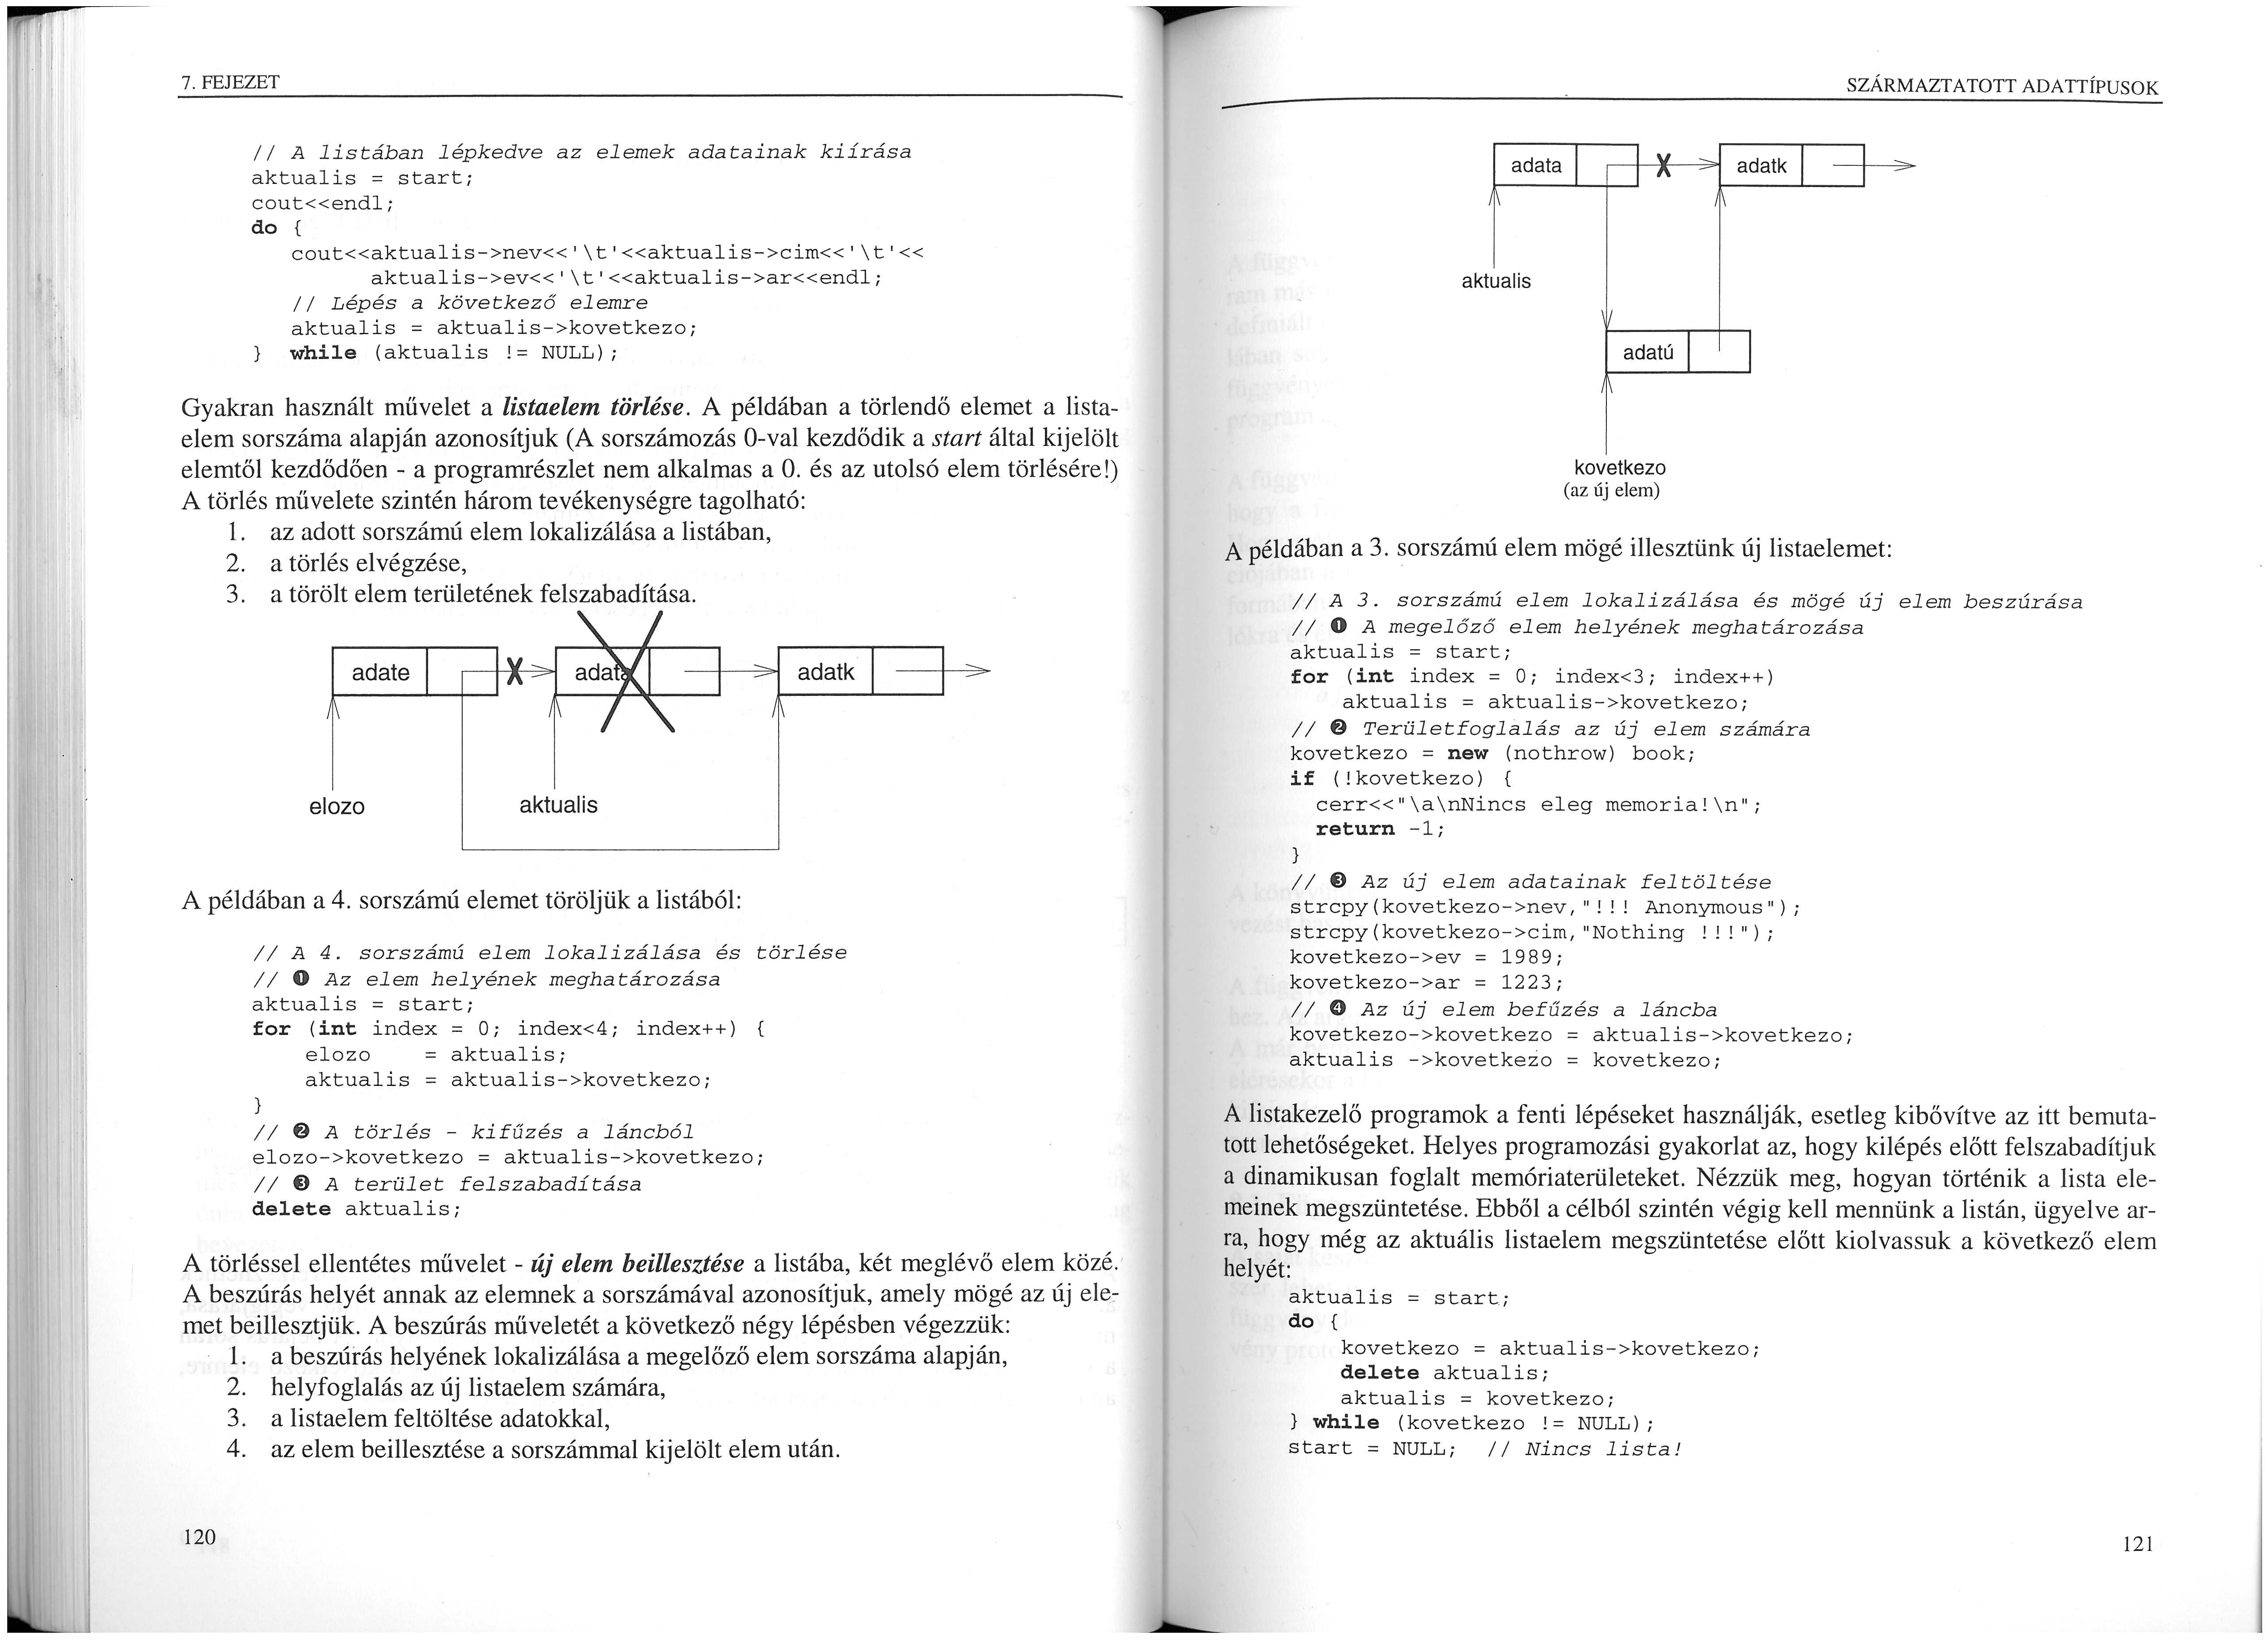 7. FEJEZET
// A listában lépkedve az elemek adatainak kiírása
aktualis = start;
cout<<endl;
do {
cout<<aktualis->nev<<'\t'<<aktualis->cim<<'\t'<<
aktualis->ev<<'\t'<<aktualis->ar<<endl;
// Lépés a következő elemre
aktualis = aktualis->kovetkezo;
} while (aktualis != NULL);
Gyakran használt művelet a listaelem törlése. A példában a törlendő elemet a lista-
elem sorszáma alapján azonosítjuk (A sorszámozás 0-val kezdődik a start által kijelölt
elemtől kezdődően - a programrészlet nem alkalmas a 0. és az utolsó elem törlésére!)
A törlés művelete szintén három tevékenységre tagolható:
1. az adott sorszámú elem lokalizálása a listában,
2. a törlés elvégzése,
3. a törölt elem területének felszabadítása.
adate X adata adatk
elozo aktualis
A példában a 4. sorszámú elemet töröljük a listából:
// A 4. sorszámú elem lokalizálása és törlése
// ❶ Az elem helyének meghatározása
aktualis = start;
for (int index = 0; index<4; index++) {
elozo = aktualis;
aktualis = aktualis->kovetkezo;
}
// ❷ A törlés - kifűzés a láncból
elozo->kovetkezo = aktualis->kovetkezo;
// ❸ A terület felszabadítása
delete aktualis;
A törléssel ellentétes művelet - új elem beillesztése a listába, két meglévő elem közé.
A beszúrás helyét annak az elemnek a sorszámával azonosítjuk, amely mögé az új ele-
met beillesztjük. A beszúrás műveletét a következő négy lépésben végezzük:
1. a beszúrás helyének lokalizálása a megelőző elem sorszáma alapján,
2. helyfoglalás az új listaelem számára,
3. a listaelem feltöltése adatokkal,
4. az elem beillesztése a sorszámmal kijelölt elem után.
120
SZÁRMAZTATOTT ADATTÍPUSOK
adata X adatk
aktualis
adatú
kovetkezo
(az új elem)
A példában a 3. sorszámú elem mögé illesztünk új listaelemet:
// A 3. sorszámú elem lokalizálása és mögé új elem beszúrása
// ❶ A megelőző elem helyének meghatározása
aktualis = start;
for (int index = 0; index<3; index++)
aktualis = aktualis->kovetkezo;
// ❷ Területfoglalás az új elem számára
kovetkezo = new (nothrow) book;
if (!kovetkezo) {
cerr<<"\a\nNincs eleg memoria!\n";
return -1;
}
// ❸ Az új elem adatainak feltöltése
strcpy(kovetkezo->nev,"!!! Anonymous");
strcpy(kovetkezo->cim,"Nothing !!!");
kovetkezo->ev = 1989;
kovetkezo->ar = 1223;
// ❹ Az új elem befűzés a láncba
kovetkezo->kovetkezo = aktualis->kovetkezo;
aktualis ->kovetkezo = kovetkezo;
A listakezelő programok a fenti lépéseket használják, esetleg kibővítve az itt bemuta-
tott lehetőségeket. Helyes programozási gyakorlat az, hogy kilépés előtt felszabadítjuk
a dinamikusan foglalt memóriaterületeket. Nézzük meg, hogyan történik a lista ele-
meinek megszüntetése. Ebből a célból szintén végig kell mennünk a listán, ügyelve ar-
ra, hogy még az aktuális listaelem megszüntetése előtt kiolvassuk a következő elem
helyét:
aktualis = start;
do {
kovetkezo = aktualis->kovetkezo;
delete aktualis;
aktualis = kovetkezo;
} while (kovetkezo != NULL);
start = NULL; // Nincs lista!
121